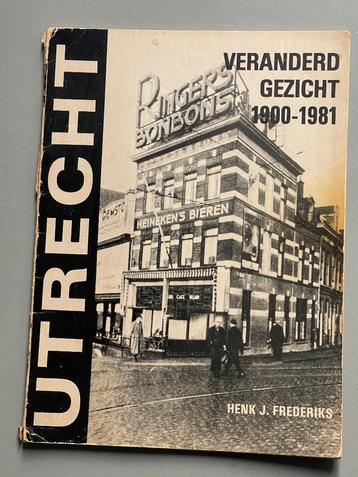 UTRECHT
VERANDERD
GEZICHT
1900-1981
RINGERS
BONBONS
HEINEKEN'S BIEREN
HENK J. FREDERIKS